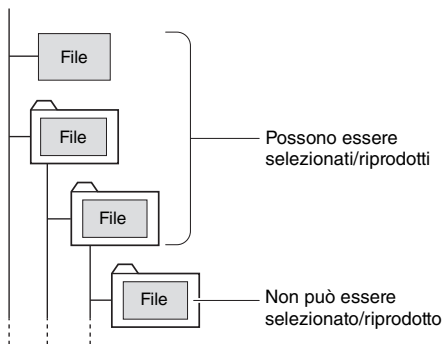 File
File
Possono essere
selezionati/riprodotti
File
File
Non può essere
selezionato/riprodotto